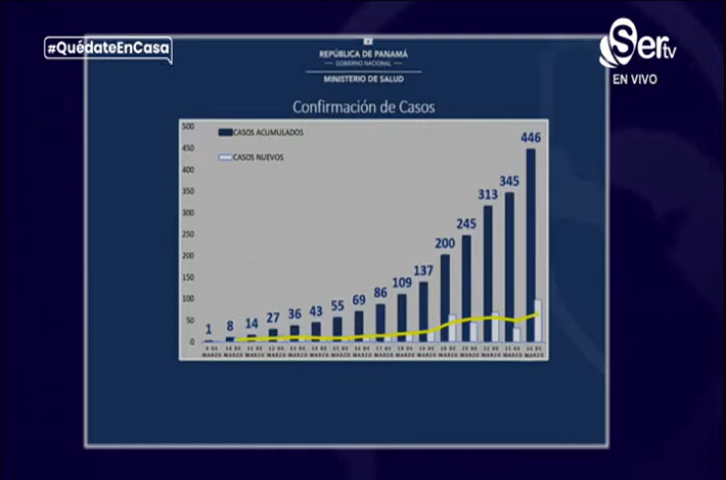 #QuédateEnCasa
Ser tv
EN VIVO
REPÚBLICA DE PANAMÁ
GOBIERNO NACIONAL
MINISTERIO DE SALUD
Confirmación de Casos
CASOS ACUMULADOS
CASOS NUEVOS
500
450
400
350
300
250
200
150
100
50
0
1 8 14 27 36 43 55 69 86 109 137 200 245 313 345 446